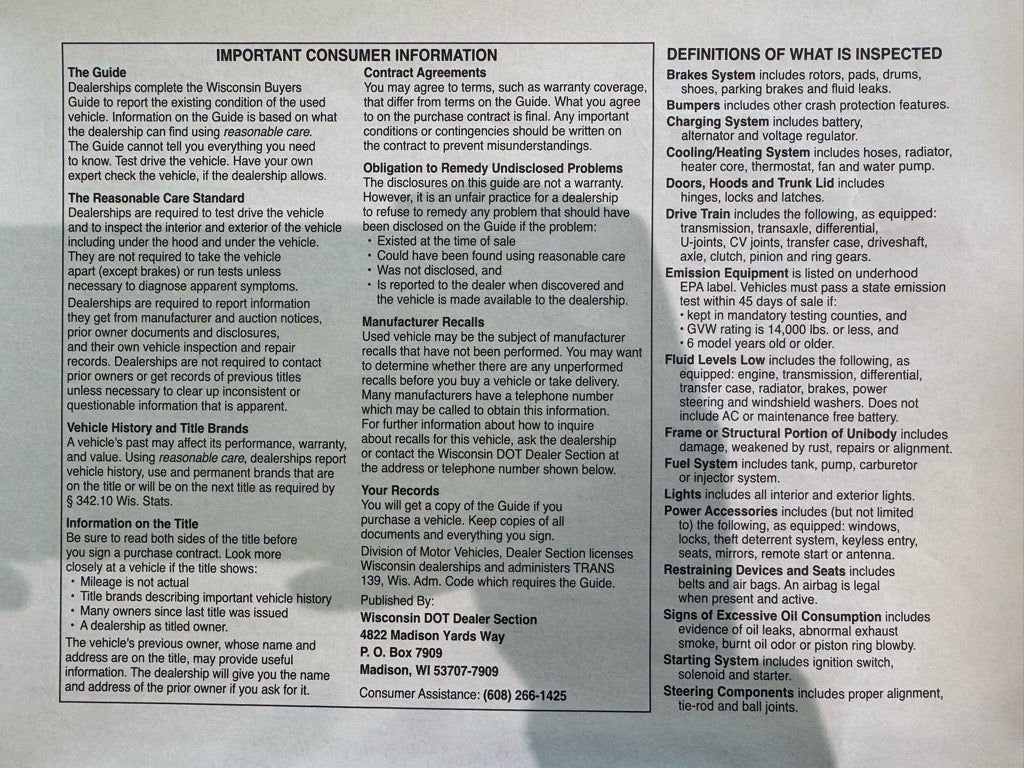 IMPORTANT CONSUMER INFORMATION
The Guide
Dealerships complete the Wisconsin Buyers
Guide to report the existing condition of the used
vehicle. Information on the Guide is based on what
the dealership can find using reasonable care.
The Guide cannot tell you everything you need
to know. Test drive the vehicle. Have your own
expert check the vehicle, if the dealership allows.
The Reasonable Care Standard
Dealerships are required to test drive the vehicle
and to inspect the interior and exterior of the vehicle
including under the hood and under the vehicle.
They are not required to take the vehicle
apart (except brakes) or run tests unless
necessary to diagnose apparent symptoms.
Dealerships are required to report information
they get from manufacturer and auction notices,
prior owner documents and disclosures,
and their own vehicle inspection and repair
records. Dealerships are not required to contact
prior owners or get records of previous titles
unless necessary to clear up inconsistent or
questionable information that is apparent.
Vehicle History and Title Brands
A vehicle's past may affect its performance, warranty,
and value. Using reasonable care, dealerships report
vehicle history, use and permanent brands that are
on the title or will be on the next title as required by
§ 342.10 Wis. Stats.
Information on the Title
Be sure to read both sides of the title before
you sign a purchase contract. Look more
closely at a vehicle if the title shows:
• Mileage is not actual
• Title brands describing important vehicle history
• Many owners since last title was issued
• A dealership as titled owner.
The vehicle's previous owner, whose name and
address are on the title, may provide useful
information. The dealership will give you the name
and address of the prior owner if you ask for it.
Contract Agreements
You may agree to terms, such as warranty coverage,
that differ from terms on the Guide. What you agree
to on the purchase contract is final. Any important
conditions or contingencies should be written on
the contract to prevent misunderstandings.
Obligation to Remedy Undisclosed Problems
The disclosures on this guide are not a warranty.
However, it is an unfair practice for a dealership
to refuse to remedy any problem that should have
been disclosed on the Guide if the problem:
• Existed at the time of sale
• Could have been found using reasonable care
• Was not disclosed, and
• Is reported to the dealer when discovered and
the vehicle is made available to the dealership.
Manufacturer Recalls
Used vehicle may be the subject of manufacturer
recalls that have not been performed. You may want
to determine whether there are any unperformed
recalls before you buy a vehicle or take delivery.
Many manufacturers have a telephone number
which may be called to obtain this information.
For further information about how to inquire
about recalls for this vehicle, ask the dealership
or contact the Wisconsin DOT Dealer Section at
the address or telephone number shown below.
Your Records
You will get a copy of the Guide if you
purchase a vehicle. Keep copies of all
documents and everything you sign.
Division of Motor Vehicles, Dealer Section licenses
Wisconsin dealerships and administers TRANS
139, Wis. Adm. Code which requires the Guide.
Published By:
Wisconsin DOT Dealer Section
4822 Madison Yards Way
P. O. Box 7909
Madison, WI 53707-7909
Consumer Assistance: (608) 266-1425
DEFINITIONS OF WHAT IS INSPECTED
Brakes System includes rotors, pads, drums,
shoes, parking brakes and fluid leaks.
Bumpers includes other crash protection features.
Charging System includes battery,
alternator and voltage regulator.
Cooling/Heating System includes hoses, radiator,
heater core, thermostat, fan and water pump.
Doors, Hoods and Trunk Lid includes
hinges, locks and latches.
Drive Train includes the following, as equipped:
transmission, transaxle, differential,
U-joints, CV joints, transfer case, driveshaft,
axle, clutch, pinion and ring gears.
Emission Equipment is listed on underhood
EPA label. Vehicles must pass a state emission
test within 45 days of sale if:
• kept in mandatory testing counties, and
• GVW rating is 14,000 lbs. or less, and
• 6 model years old or older.
Fluid Levels Low includes the following, as
equipped: engine, transmission, differential,
transfer case, radiator, brakes, power
steering and windshield washers. Does not
include AC or maintenance free battery.
Frame or Structural Portion of Unibody includes
damage, weakened by rust, repairs or alignment.
Fuel System includes tank, pump, carburetor
or injector system.
Lights includes all interior and exterior lights.
Power Accessories includes (but not limited
to) the following, as equipped: windows,
locks, theft deterrent system, keyless entry,
seats, mirrors, remote start or antenna.
Restraining Devices and Seats includes
belts and air bags. An airbag is legal
when present and active.
Signs of Excessive Oil Consumption includes
evidence of oil leaks, abnormal exhaust
smoke, burnt oil odor or piston ring blowby.
Starting System includes ignition switch,
solenoid and starter.
Steering Components includes proper alignment,
tie-rod and ball joints.